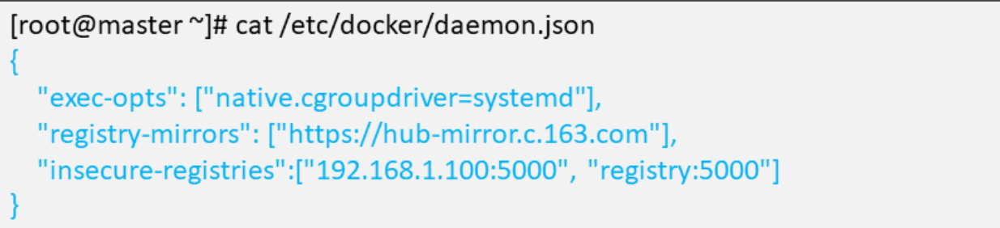 [root@master ~]# cat /etc/docker/daemon.json
{
"exec-opts": ["native.cgroupdriver=systemd"],
"registry-mirrors": ["https://hub-mirror.c.163.com"],
"insecure-registries":["192.168.1.100:5000", "registry:5000"]
}